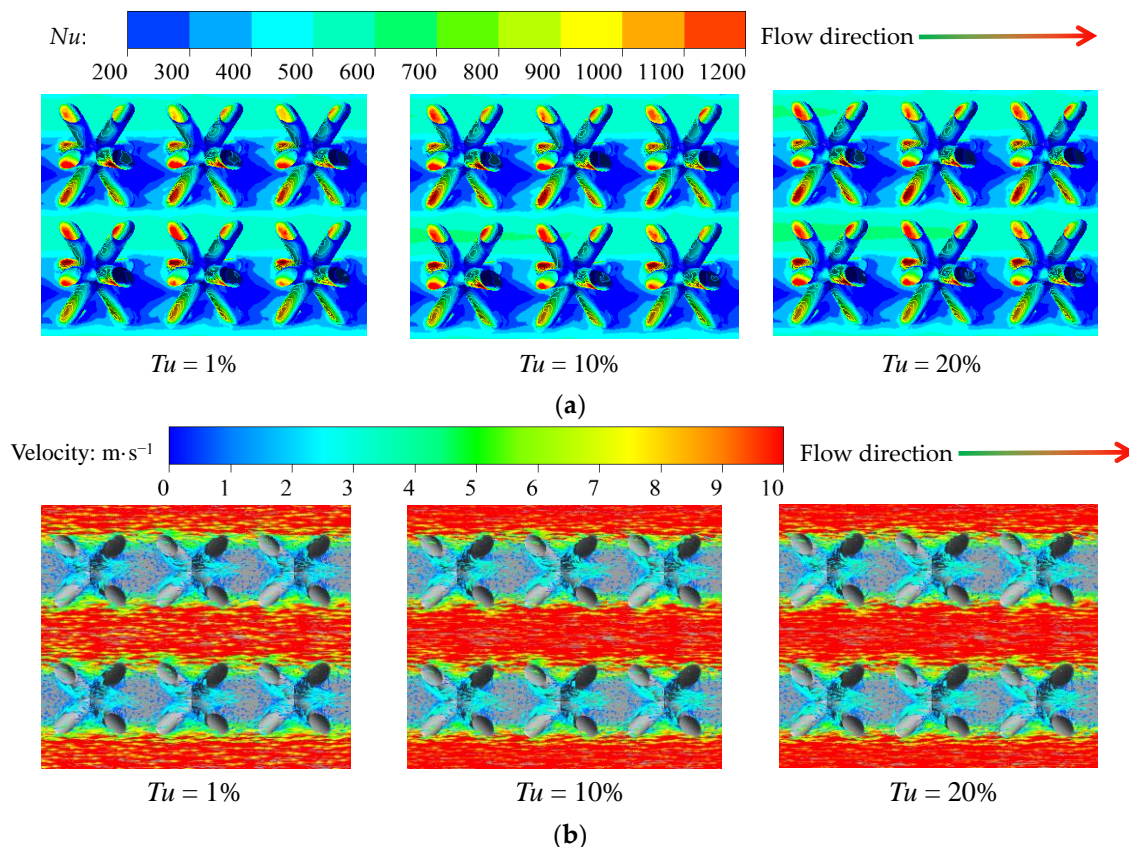 Nu: Flow direction
200 300 400 500 600 700 800 900 1000 1100 1200
Tu = 1% Tu = 10% Tu = 20%
(a)
Velocity: m·s⁻¹ Flow direction
0 1 2 3 4 5 6 7 8 9 10
Tu = 1% Tu = 10% Tu = 20%
(b)